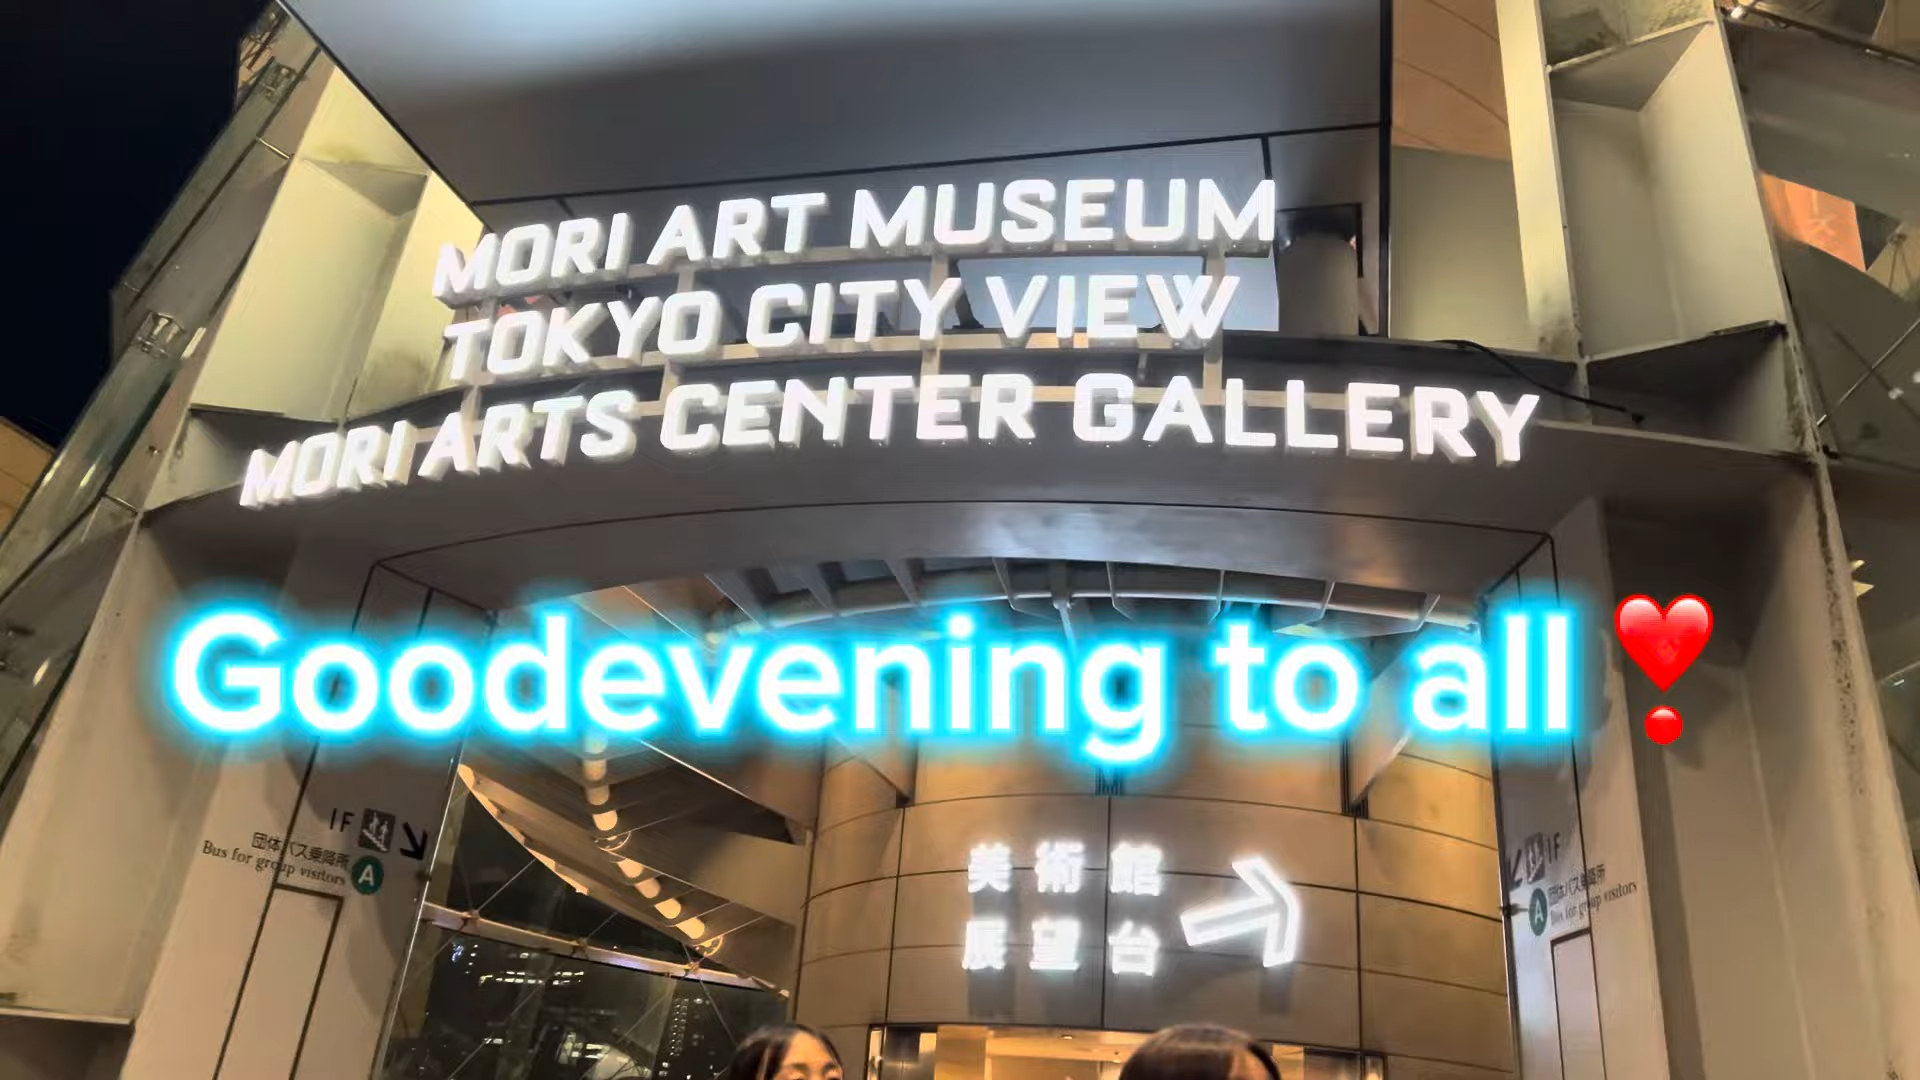 MORI ART MUSEUM
TOKYO CITY VIEW
MORI ARTS CENTER GALLERY
Goodevening to all❣️
1F
団体バス乗降所
Bus for group visitors
A
美術館
展望台
1F
団体バス乗降所
Bus for group visitors
A